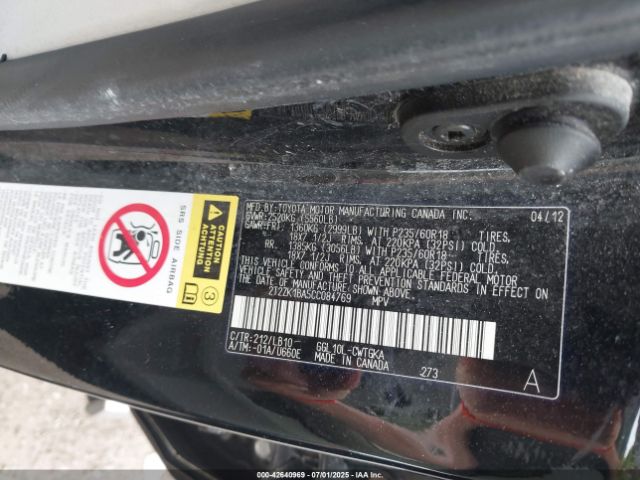 MFD.BY:TOYOTA MOTOR MANUFACTURING CANADA INC. 04/12
GVWR:2520KG (5560LB)
GAWR:FRT. 1360KG (2999LB) WITH P235/60R18 TIRES,
18X7 1/2J RIMS, AT 220KPA (32PSI) COLD.
RR. 1385KG (3056LB) WITH P235/60R18 TIRES,
18X7 1/2J RIMS, AT 220KPA (32PSI) COLD.
THIS VEHICLE CONFORMS TO ALL APPLICABLE FEDERAL MOTOR
VEHICLE SAFETY AND THEFT PREVENTION STANDARDS IN EFFECT ON
THE DATE OF MANUFACTURE SHOWN ABOVE.
2T2ZK1BA5CC084769 MPV
C/TR:212/LB10 GGL10L-CWTGKA
A/TM:-01A/U660E MADE IN CANADA 273 A
SRS SIDE AIRBAG
CAUTION
ACHTUNG
3
000-42640969 07/01/2025 IAAI.COM